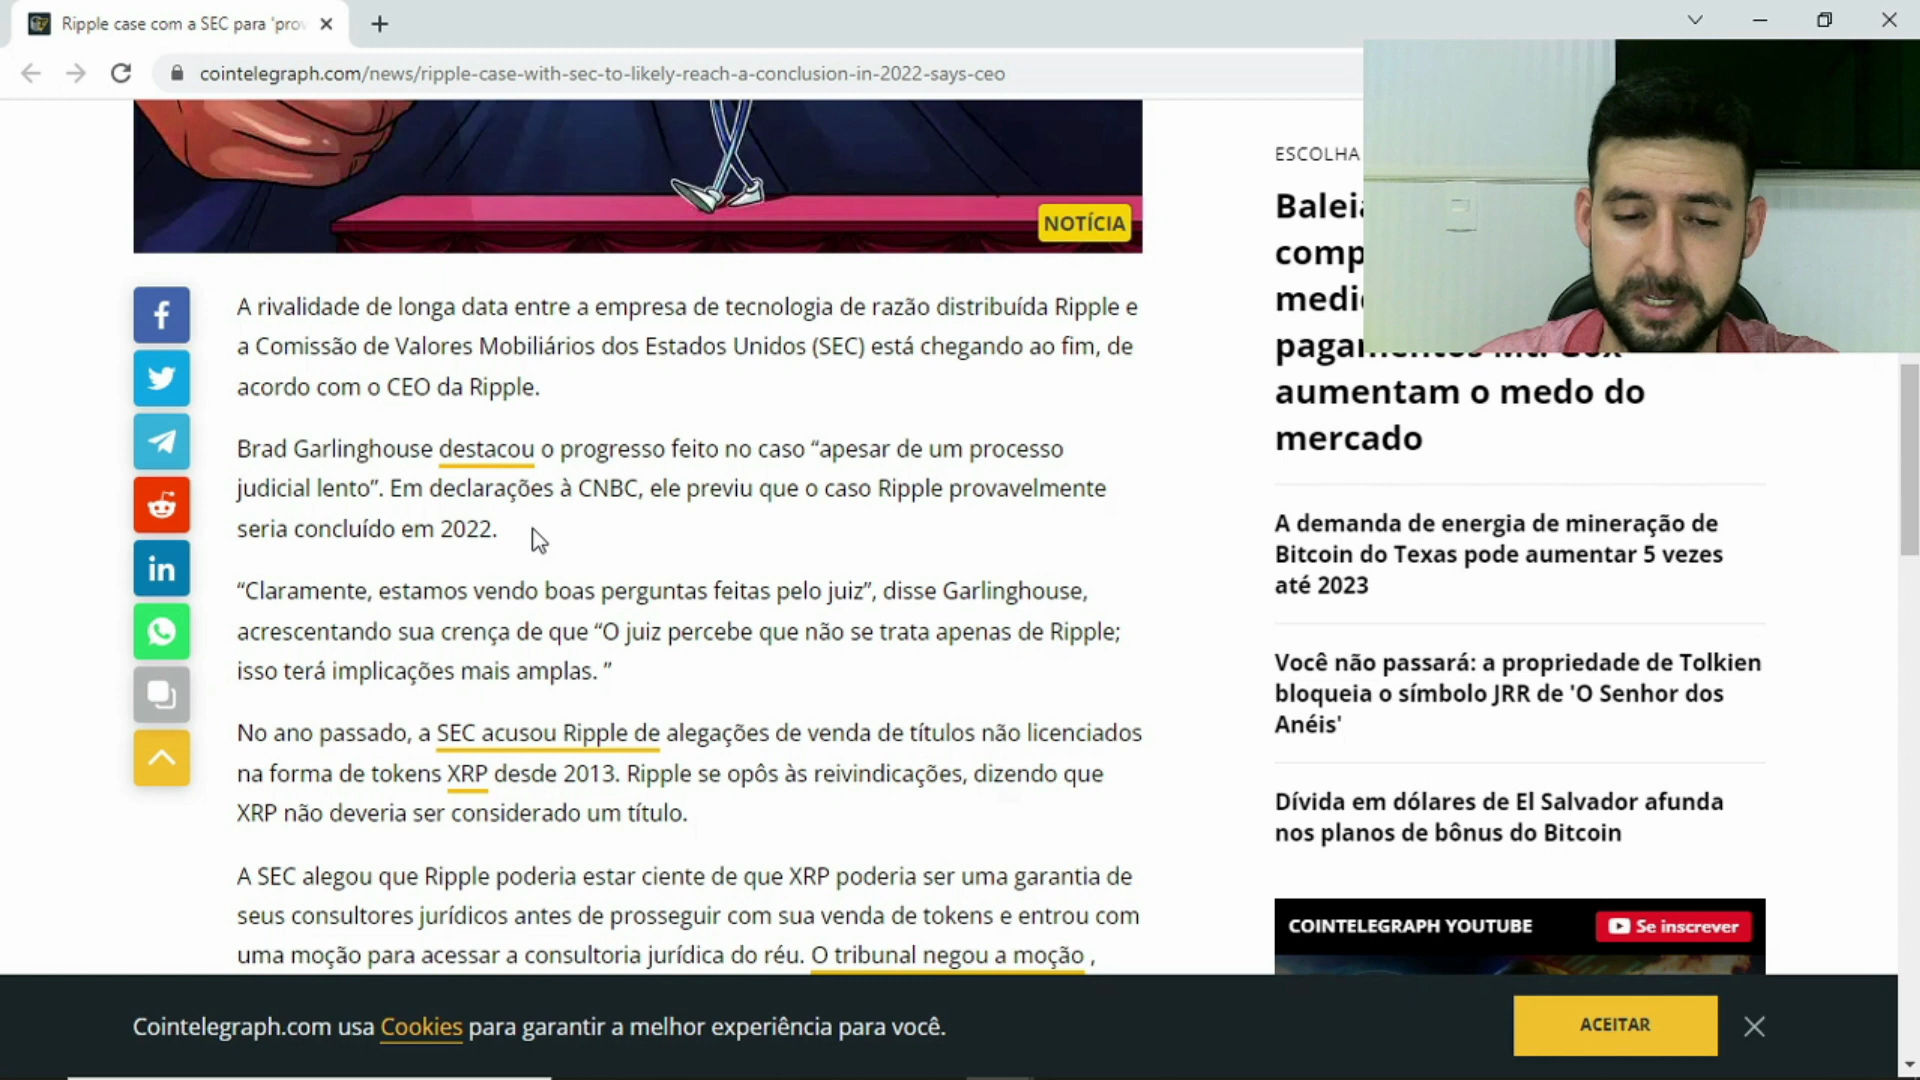 Ripple case com a SEC para 'prov
cointelegraph.com/news/ripple-case-with-sec-to-likely-reach-a-conclusion-in-2022-says-ceo
NOTÍCIA
A rivalidade de longa data entre a empresa de tecnologia de razão distribuída Ripple e
a Comissão de Valores Mobiliários dos Estados Unidos (SEC) está chegando ao fim, de
acordo com o CEO da Ripple.
Brad Garlinghouse destacou o progresso feito no caso “apesar de um processo
judicial lento”. Em declarações à CNBC, ele previu que o caso Ripple provavelmente
seria concluído em 2022.
“Claramente, estamos vendo boas perguntas feitas pelo juiz”, disse Garlinghouse,
acrescentando sua crença de que “O juiz percebe que não se trata apenas de Ripple;
isso terá implicações mais amplas. ”
No ano passado, a SEC acusou Ripple de alegações de venda de títulos não licenciados
na forma de tokens XRP desde 2013. Ripple se opôs às reivindicações, dizendo que
XRP não deveria ser considerado um título.
A SEC alegou que Ripple poderia estar ciente de que XRP poderia ser uma garantia de
seus consultores jurídicos antes de prosseguir com sua venda de tokens e entrou com
uma moção para acessar a consultoria jurídica do réu. O tribunal negou a moção ,
ESCOLHA
aumentam o medo do
mercado
A demanda de energia de mineração de
Bitcoin do Texas pode aumentar 5 vezes
até 2023
Você não passará: a propriedade de Tolkien
bloqueia o símbolo JRR de 'O Senhor dos
Anéis'
Dívida em dólares de El Salvador afunda
nos planos de bônus do Bitcoin
COINTELEGRAPH YOUTUBE
Se inscrever
Cointelegraph.com usa Cookies para garantir a melhor experiência para você.
ACEITAR